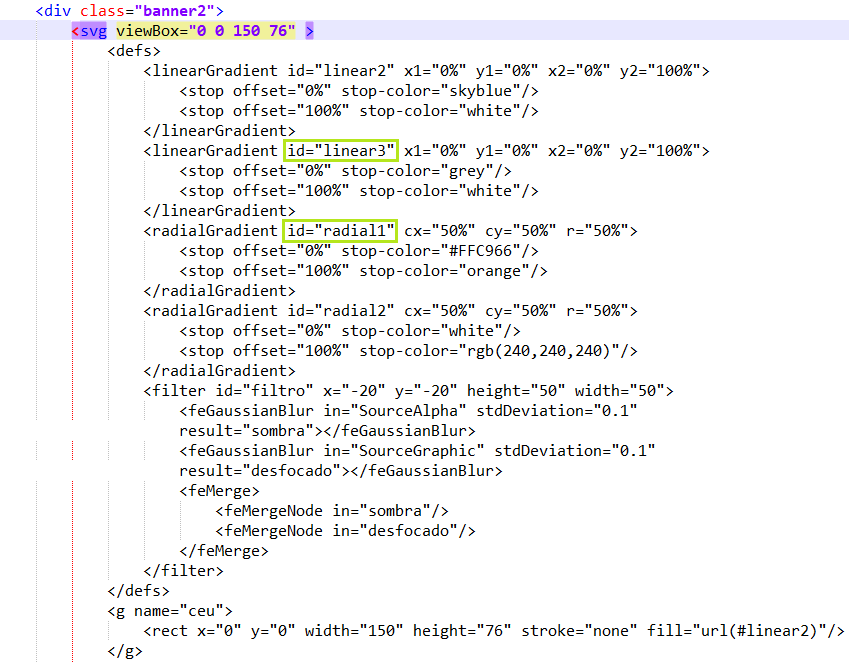 <div class="banner2">
<svg viewBox="0 0 150 76" >
<defs>
<linearGradient id="linear2" x1="0%" y1="0%" x2="0%" y2="100%">
<stop offset="0%" stop-color="skyblue"/>
<stop offset="100%" stop-color="white"/>
</linearGradient>
<linearGradient id="linear3" x1="0%" y1="0%" x2="0%" y2="100%">
<stop offset="0%" stop-color="grey"/>
<stop offset="100%" stop-color="white"/>
</linearGradient>
<radialGradient id="radial1" cx="50%" cy="50%" r="50%">
<stop offset="0%" stop-color="#FFC966"/>
<stop offset="100%" stop-color="orange"/>
</radialGradient>
<radialGradient id="radial2" cx="50%" cy="50%" r="50%">
<stop offset="0%" stop-color="white"/>
<stop offset="100%" stop-color="rgb(240,240,240)"/>
</radialGradient>
<filter id="filtro" x="-20" y="-20" height="50" width="50">
<feGaussianBlur in="SourceAlpha" stdDeviation="0.1"
result="sombra"></feGaussianBlur>
<feGaussianBlur in="SourceGraphic" stdDeviation="0.1"
result="desfocado"></feGaussianBlur>
<feMerge>
<feMergeNode in="sombra"/>
<feMergeNode in="desfocado"/>
</feMerge>
</filter>
</defs>
<g name="ceu">
<rect x="0" y="0" width="150" height="76" stroke="none" fill="url(#linear2)"/>
</g>